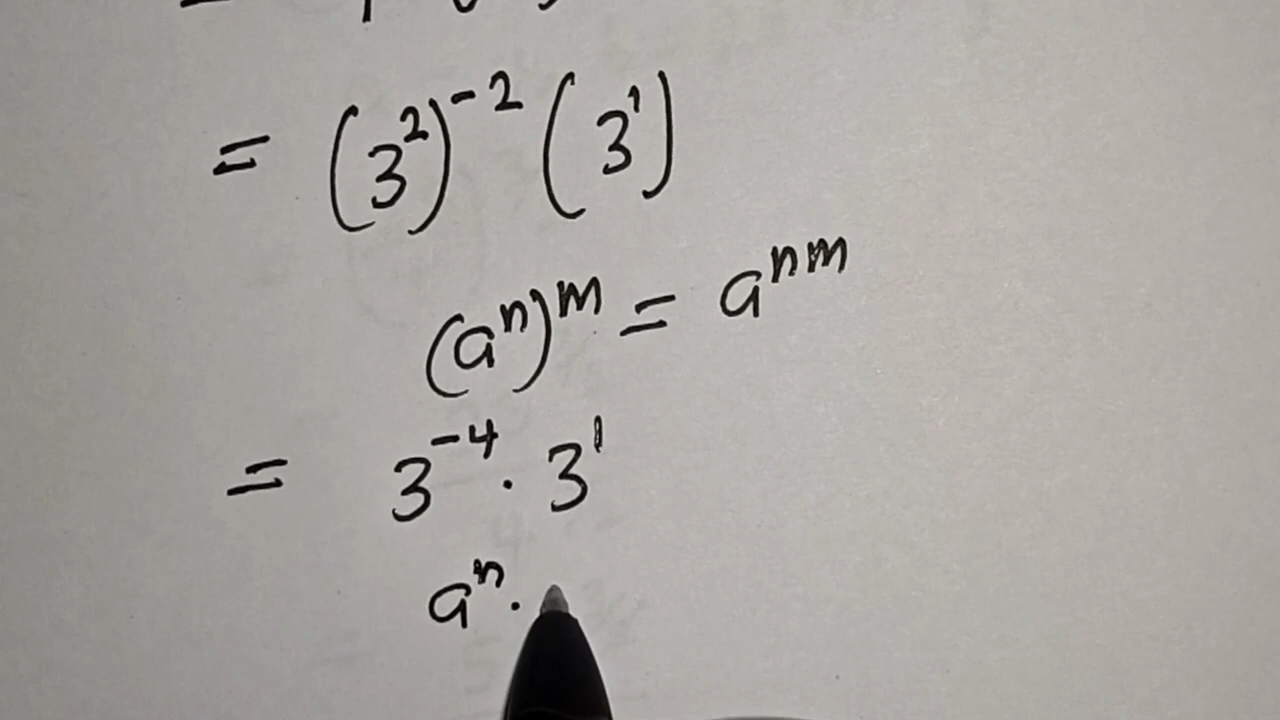 = (3²)⁻² (3¹)
(aⁿ)ᵐ = aⁿᵐ
= 3⁻⁴ · 3¹
aⁿ ·